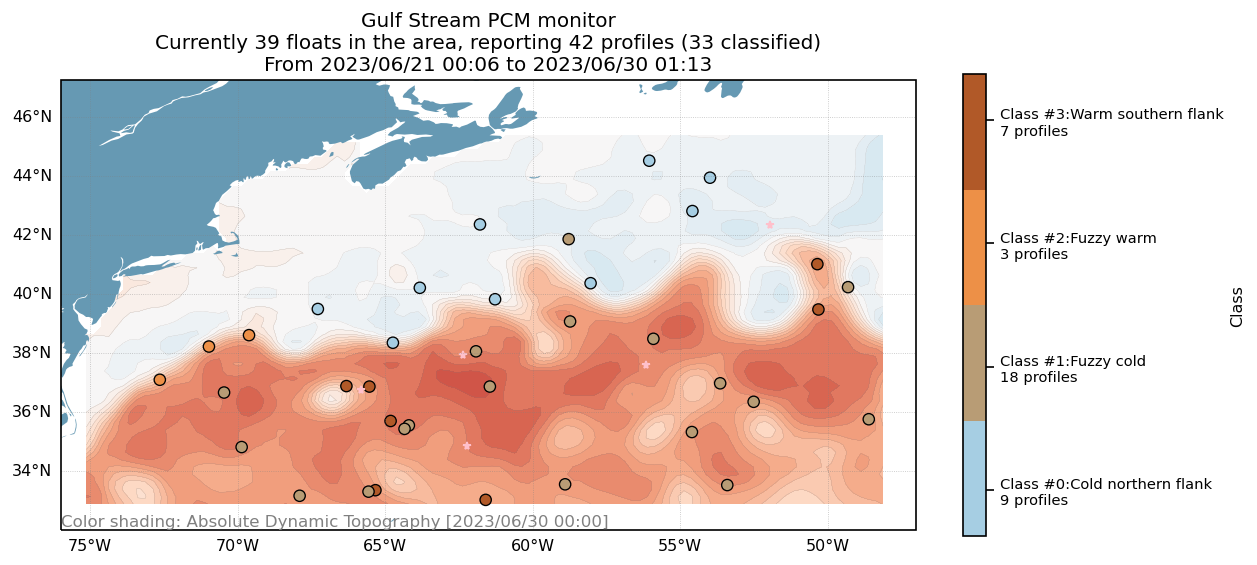 Gulf Stream PCM monitor
Currently 39 floats in the area, reporting 42 profiles (33 classified)
From 2023/06/21 00:06 to 2023/06/30 01:13
46°N
44°N
42°N
40°N
38°N
36°N
34°N
Color shading: Absolute Dynamic Topography [2023/06/30 00:00]
75°W
70°W
65°W
60°W
55°W
50°W
Class #3:Warm southern flank
7 profiles
Class #2:Fuzzy warm
3 profiles
Class #1:Fuzzy cold
18 profiles
Class #0:Cold northern flank
9 profiles
Class